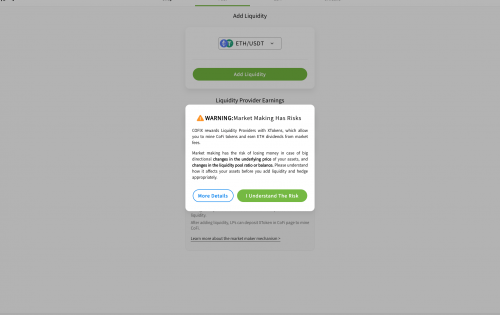 Add Liquidity
ETH/USDT
Add Liquidity
Liquidity Provider Earnings
WARNING:Market Making Has Risks
COFIX rewards Liquidity Providers with XTokens, which allow
you to mine CoFi tokens and earn ETH dividends from market
fees.
Market making has the risk of losing money in case of big
directional changes in the underlying price of your assets, and
changes in the liquidity pool ratio or balance. Please understand
how it affects your assets before you add liquidity and hedge
appropriately.
More Details
I Understand The Risk
liquidity.
After adding liquidity, LPs can deposit XToken in CoFi page to mine
CoFi.
Learn more about the market maker mechanism >